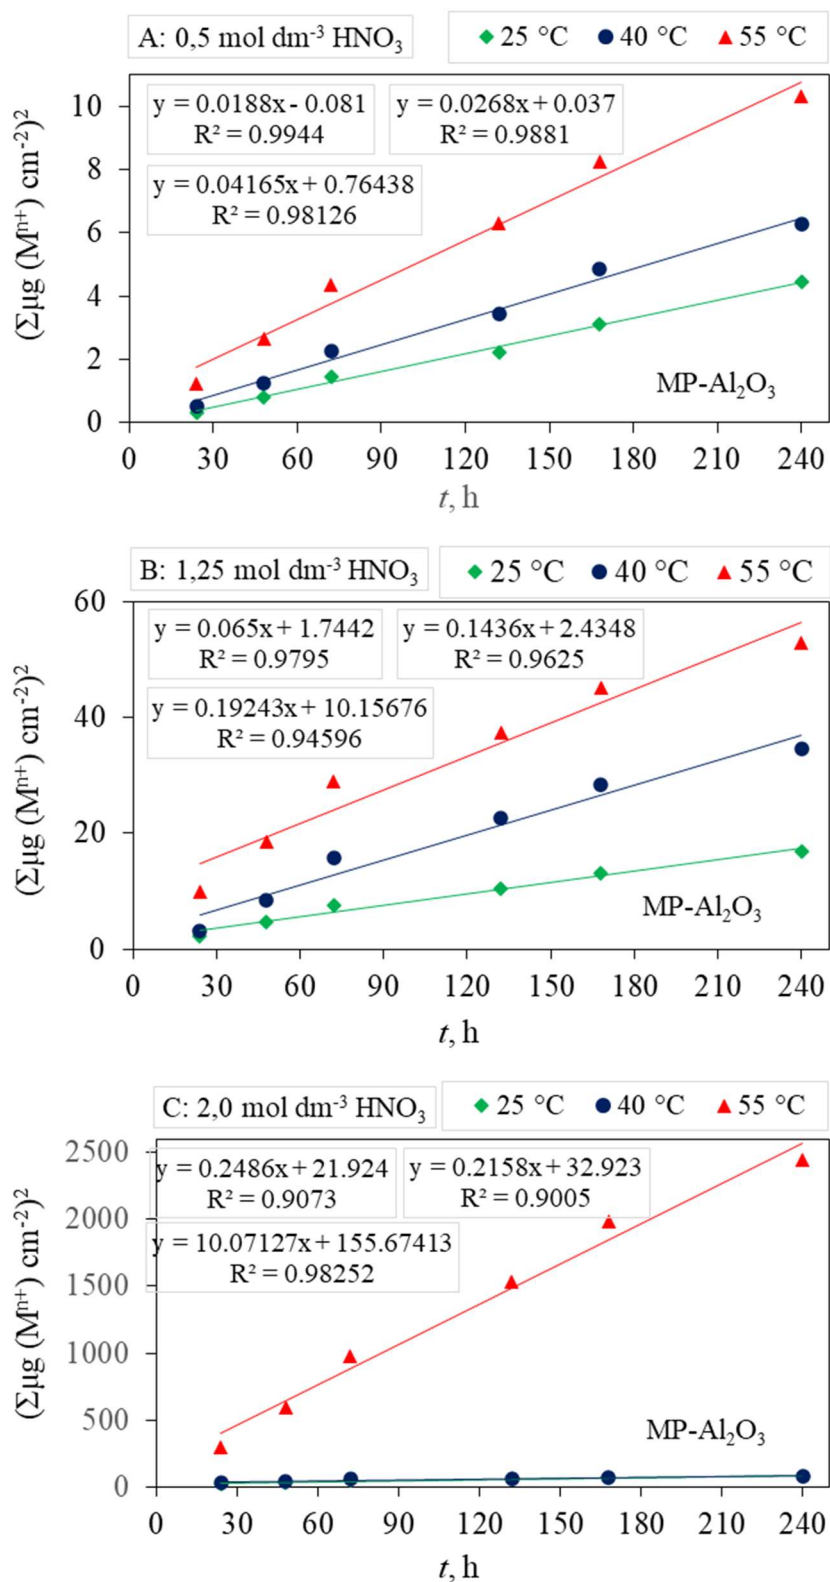 A: 0,5 mol dm⁻³ HNO₃
25 °C 40 °C 55 °C
y = 0.0188x - 0.081
R² = 0.9944
y = 0.0268x + 0.037
R² = 0.9881
y = 0.04165x + 0.76438
R² = 0.98126
(Σμg (Mⁿ⁺) cm⁻²)²
10
8
6
4
2
0
MP-Al₂O₃
0 30 60 90 120 150 180 210 240
t, h
B: 1,25 mol dm⁻³ HNO₃
25 °C 40 °C 55 °C
y = 0.065x + 1.7442
R² = 0.9795
y = 0.1436x + 2.4348
R² = 0.9625
y = 0.19243x + 10.15676
R² = 0.94596
(Σμg (Mⁿ⁺) cm⁻²)²
60
40
20
0
MP-Al₂O₃
0 30 60 90 120 150 180 210 240
t, h
C: 2,0 mol dm⁻³ HNO₃
25 °C 40 °C 55 °C
y = 0.2486x + 21.924
R² = 0.9073
y = 0.2158x + 32.923
R² = 0.9005
y = 10.07127x + 155.67413
R² = 0.98252
(Σμg (Mⁿ⁺) cm⁻²)²
2500
2000
1500
1000
500
0
MP-Al₂O₃
0 30 60 90 120 150 180 210 240
t, h